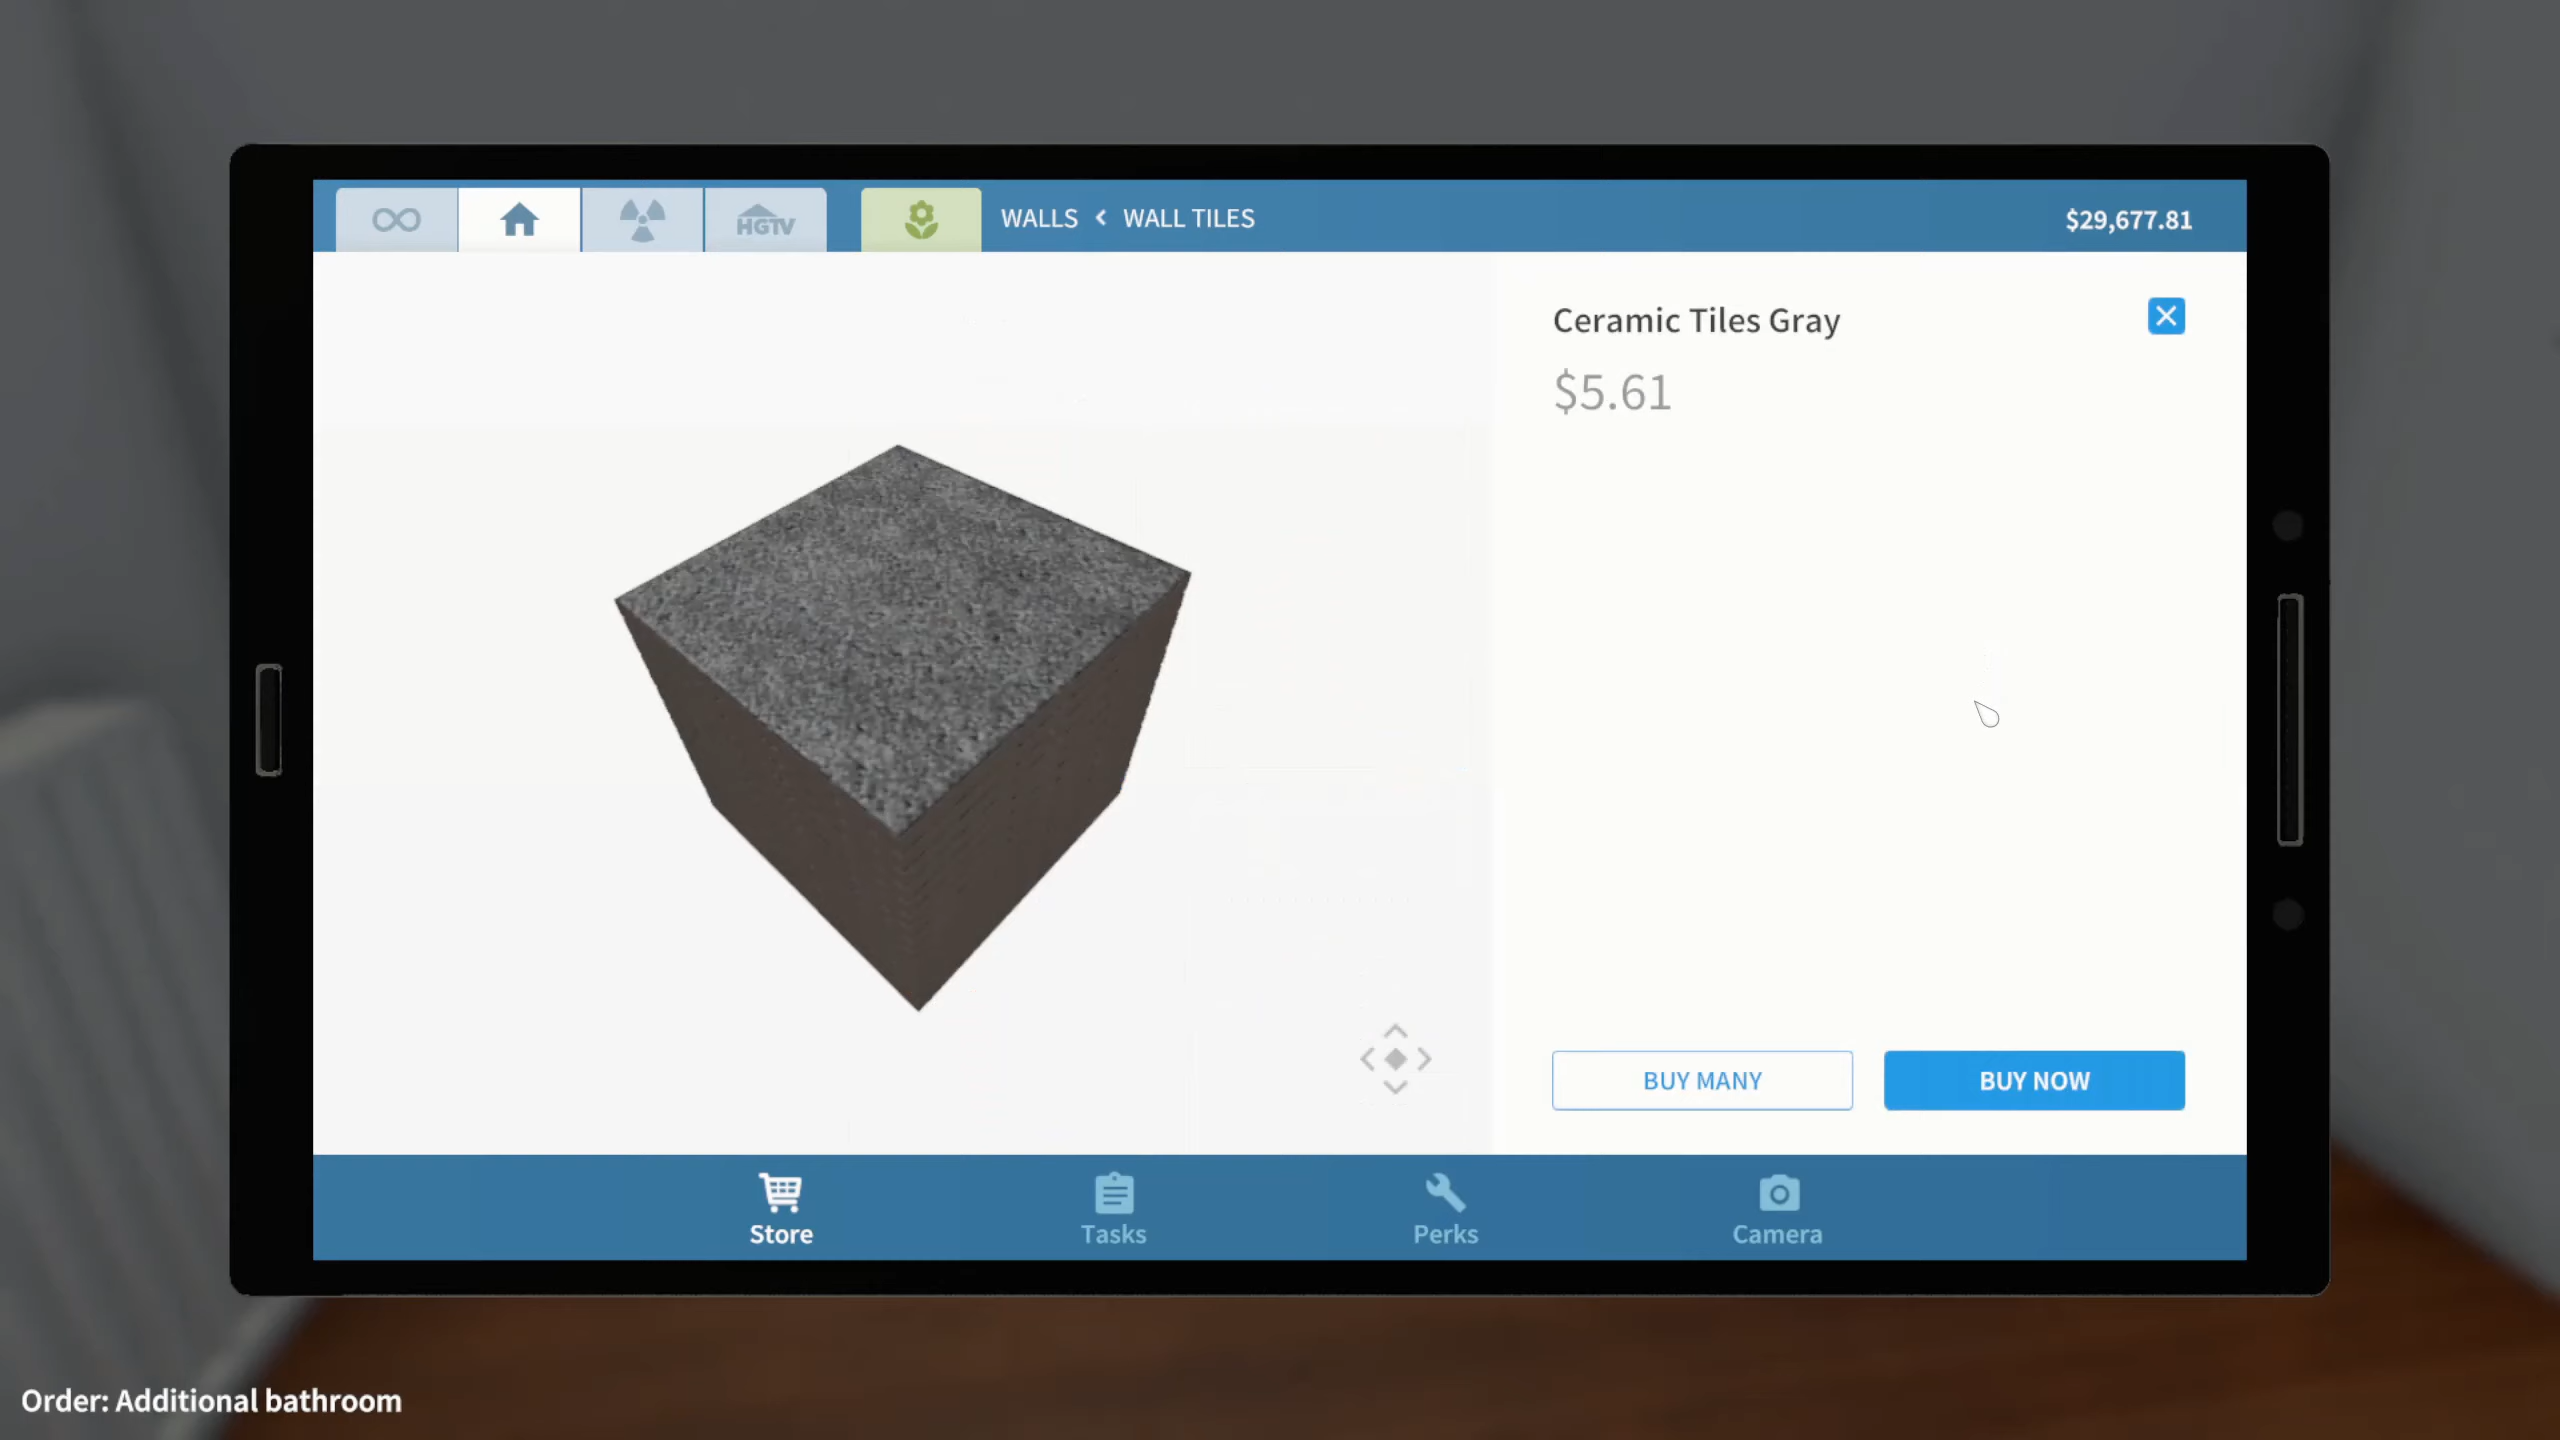 HGTV
WALLS < WALL TILES
$29,677.81
Ceramic Tiles Gray
$5.61
BUY MANY
BUY NOW
Store
Tasks
Perks
Camera
Order: Additional bathroom